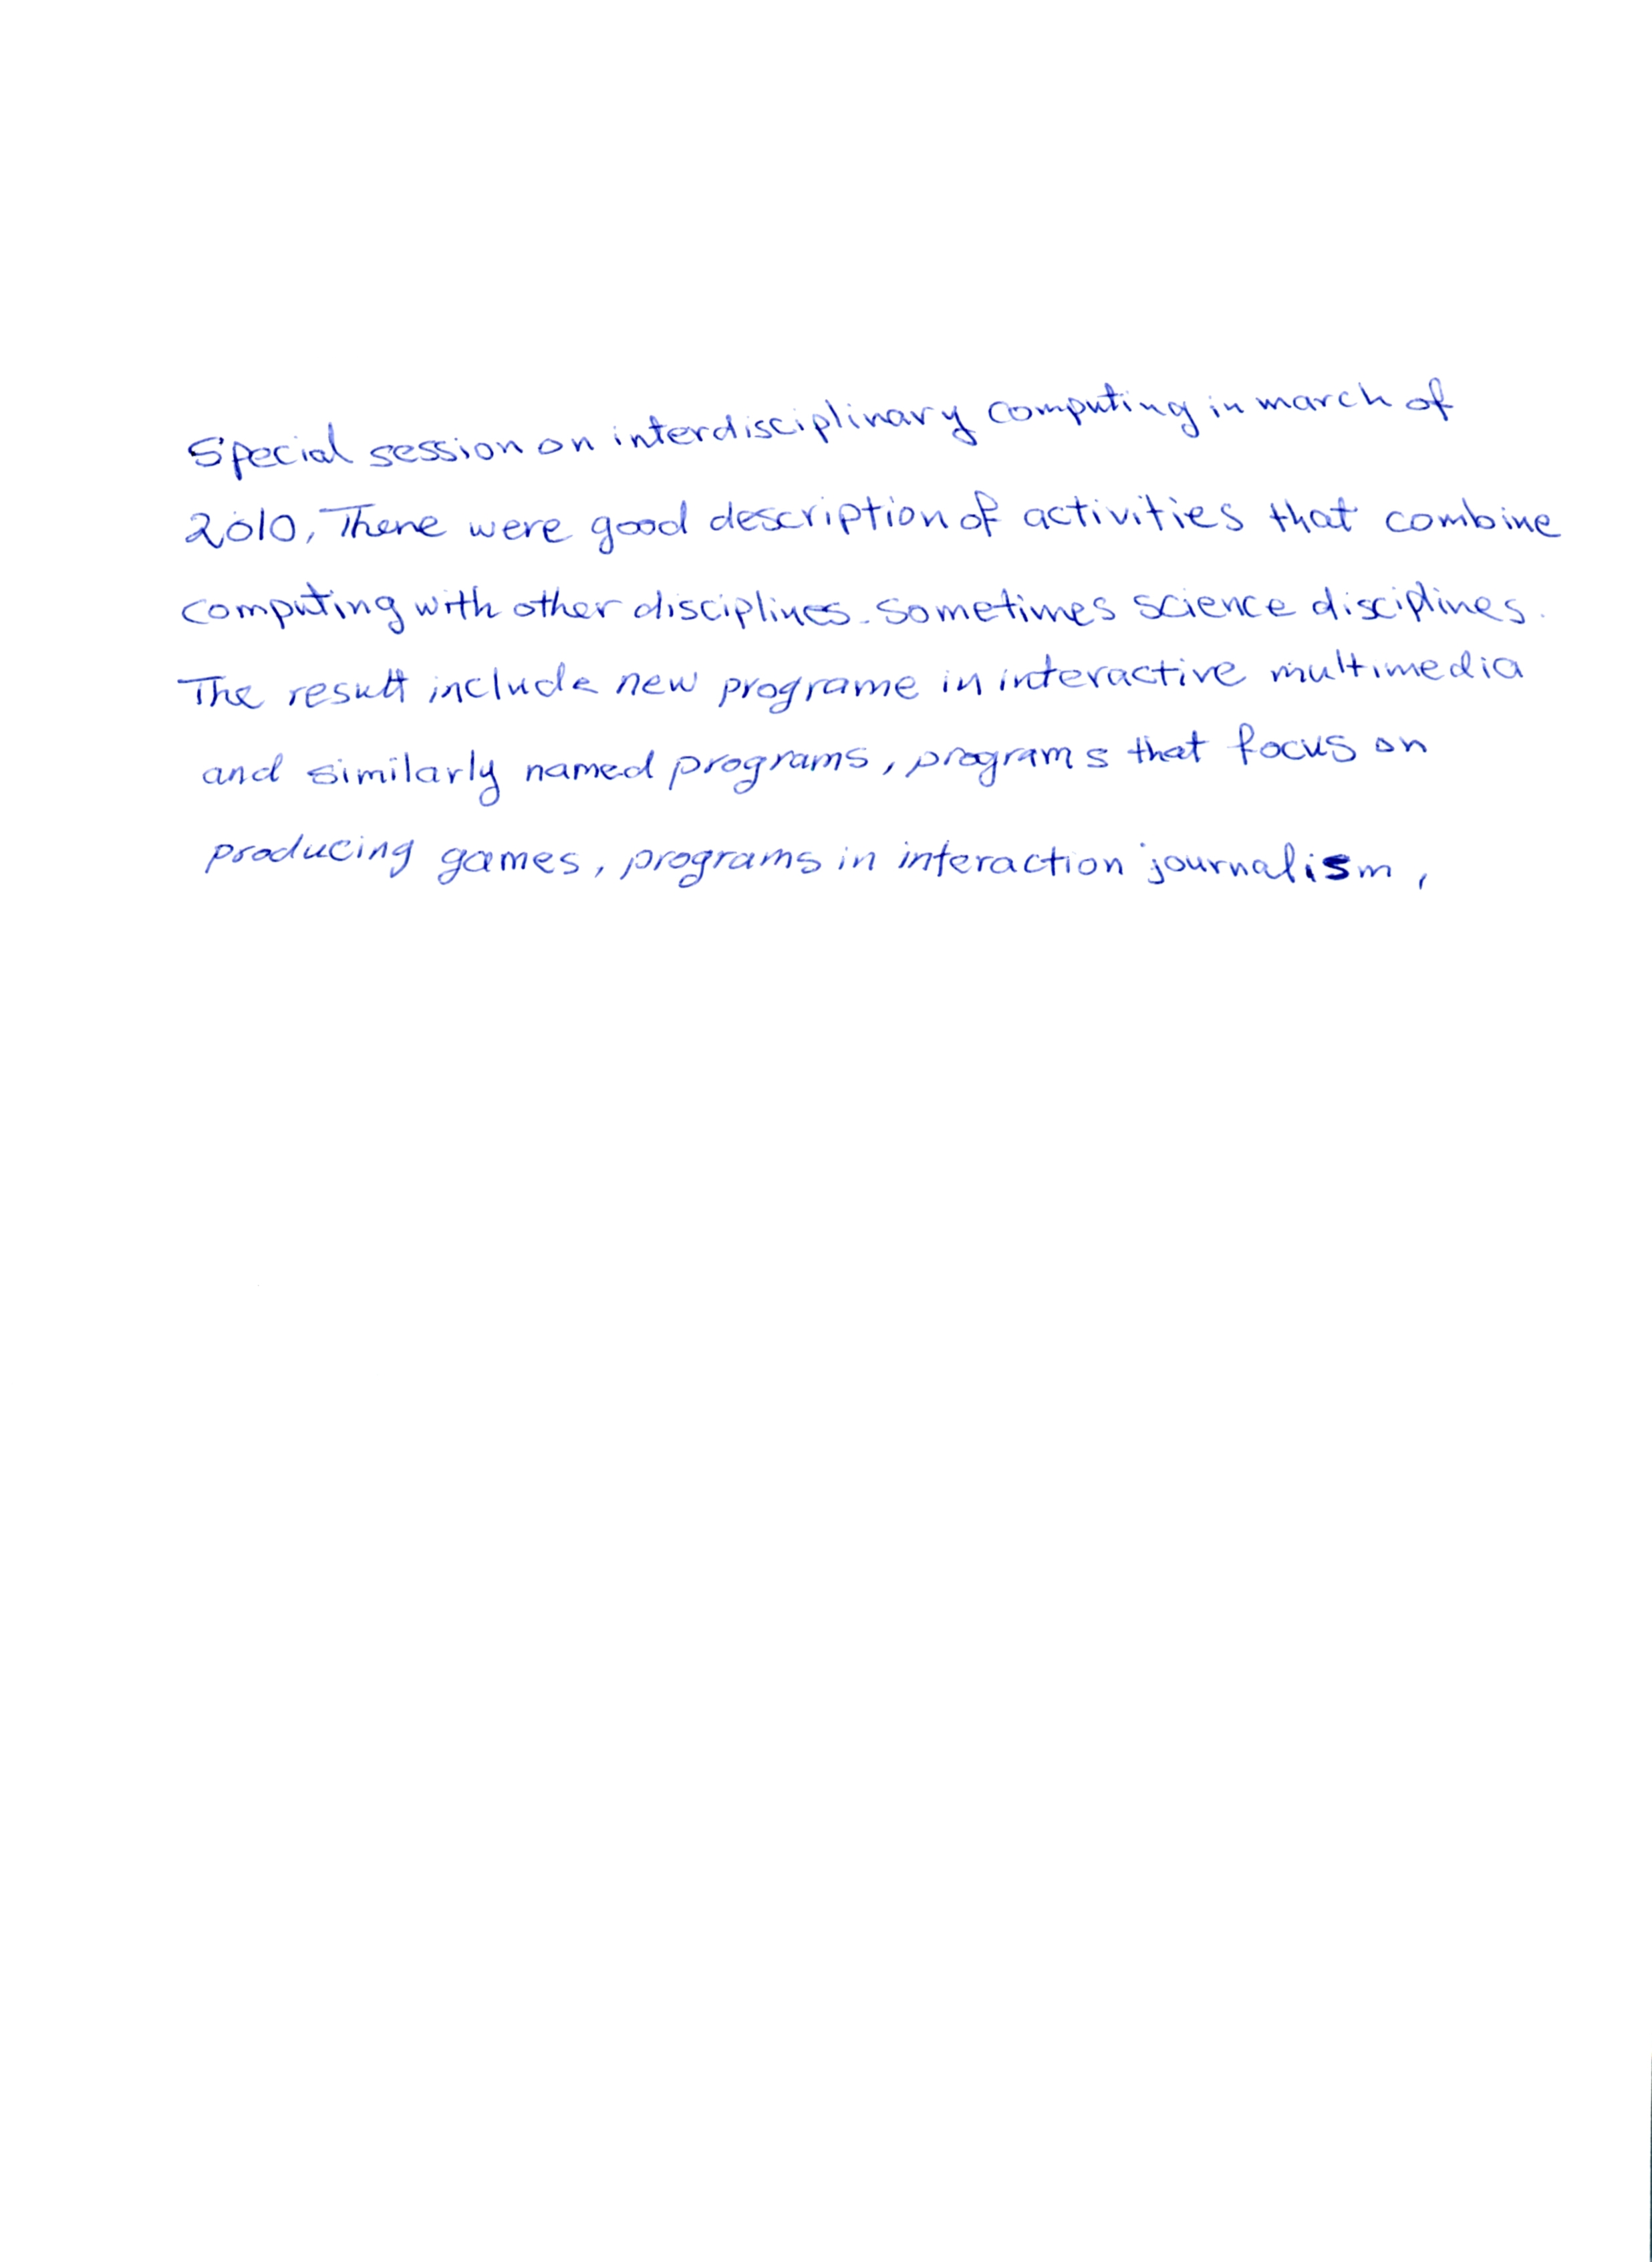 Special session on interdisciplinary computing in march of
2010, There were good description of activities that combine
computing with other disciplines. Sometimes science disciplines.
The result include new programe in interactive multimedia
and similarly named programs, programs that focus on
producing games, programs in interaction journalism,